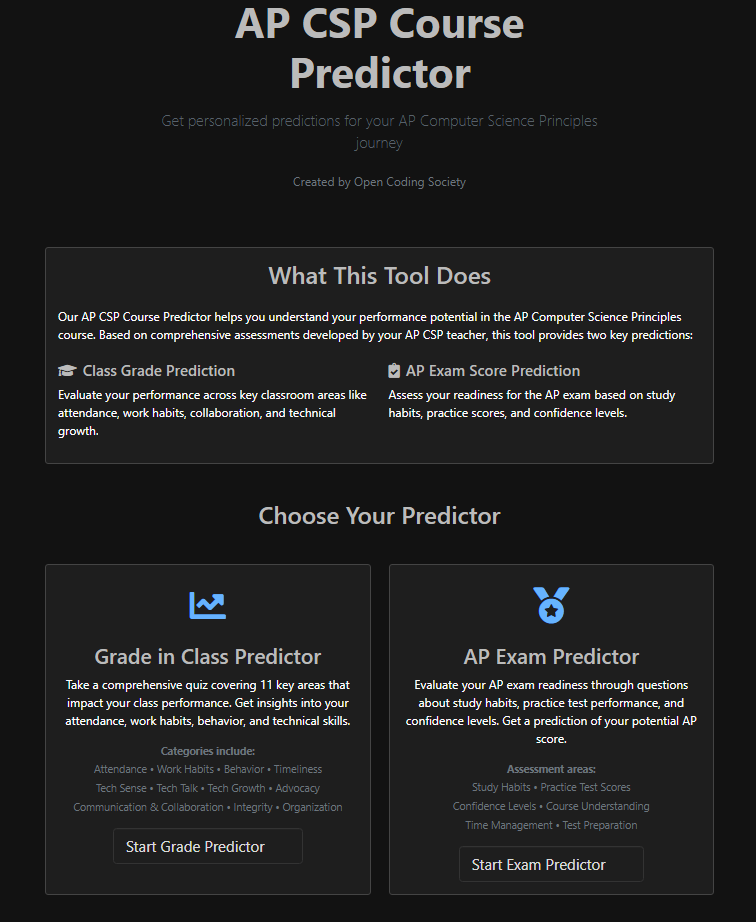 AP CSP Course
Predictor
Get personalized predictions for your AP Computer Science Principles
journey
Created by Open Coding Society
What This Tool Does
Our AP CSP Course Predictor helps you understand your performance potential in the AP Computer Science Principles
course. Based on comprehensive assessments developed by your AP CSP teacher, this tool provides two key predictions:
Class Grade Prediction
Evaluate your performance across key classroom areas like
attendance, work habits, collaboration, and technical
growth.
AP Exam Score Prediction
Assess your readiness for the AP exam based on study
habits, practice scores, and confidence levels.
Choose Your Predictor
Grade in Class Predictor
Take a comprehensive quiz covering 11 key areas that
impact your class performance. Get insights into your
attendance, work habits, behavior, and technical skills.
Categories include:
Attendance • Work Habits • Behavior • Timeliness
Tech Sense • Tech Talk • Tech Growth • Advocacy
Communication & Collaboration • Integrity • Organization
Start Grade Predictor
AP Exam Predictor
Evaluate your AP exam readiness through questions
about study habits, practice test performance, and
confidence levels. Get a prediction of your potential AP
score.
Assessment areas:
Study Habits • Practice Test Scores
Confidence Levels • Course Understanding
Time Management • Test Preparation
Start Exam Predictor